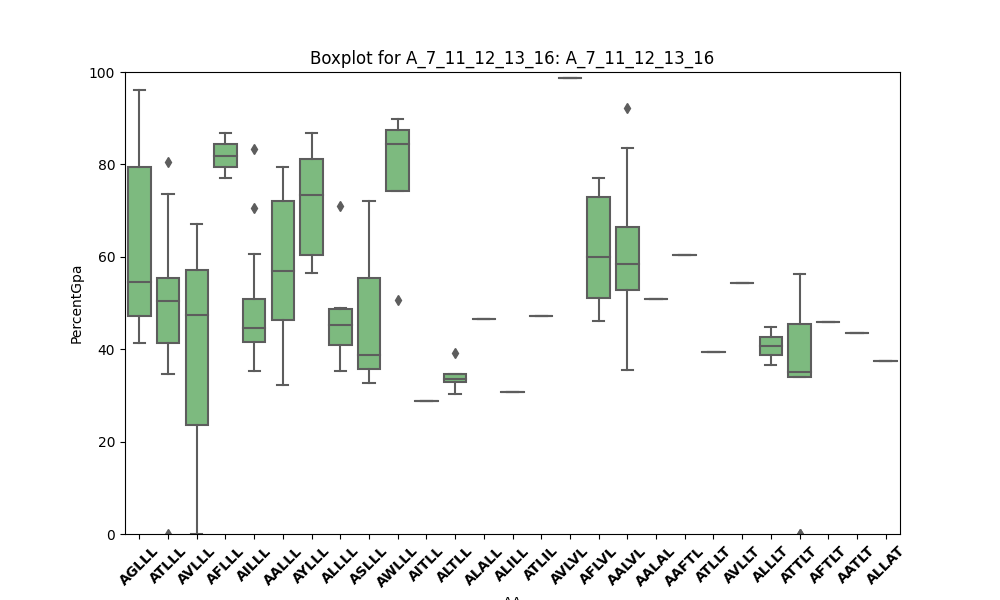 Boxplot for A_7_11_12_13_16: A_7_11_12_13_16
100
80
60
40
20
0
PercentGpa
AGLLL
ATLLL
AVLLL
AFLLL
AILLL
AALLL
AYLLL
ALLLL
ASLLL
AWLLL
AITLL
ALTLL
ALALL
ALILL
ATLIL
AVLVL
AFLVL
AALVL
AALAL
AAFTL
ATLLT
AVLLT
ALLLT
ATTLT
AFTLT
AATLT
ALLAT